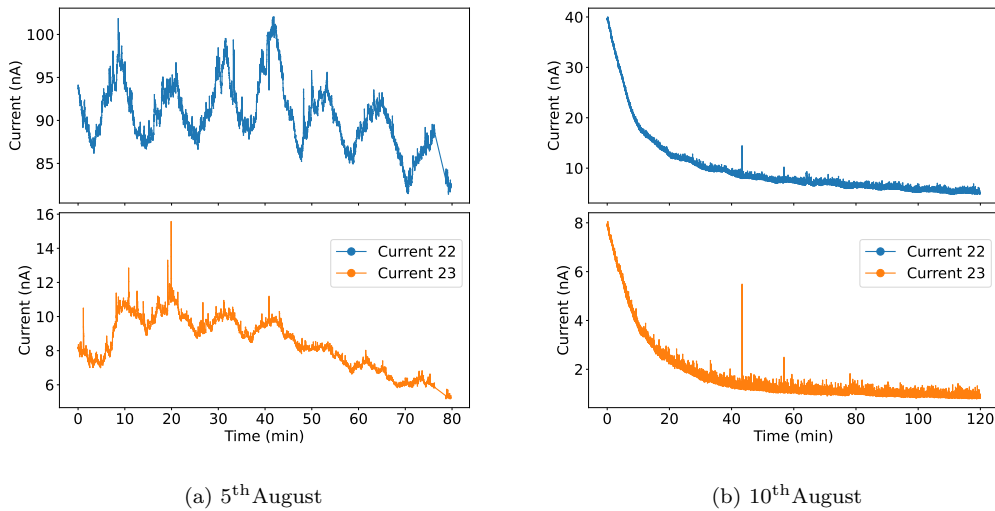 100
95
90
85
Current (nA)
16
14
12
10
8
6
Current (nA)
Current 22
Current 23
0 10 20 30 40 50 60 70 80
Time (min)
(a) 5th August
40
30
20
10
Current (nA)
8
6
4
2
Current (nA)
Current 22
Current 23
0 20 40 60 80 100 120
Time (min)
(b) 10th August